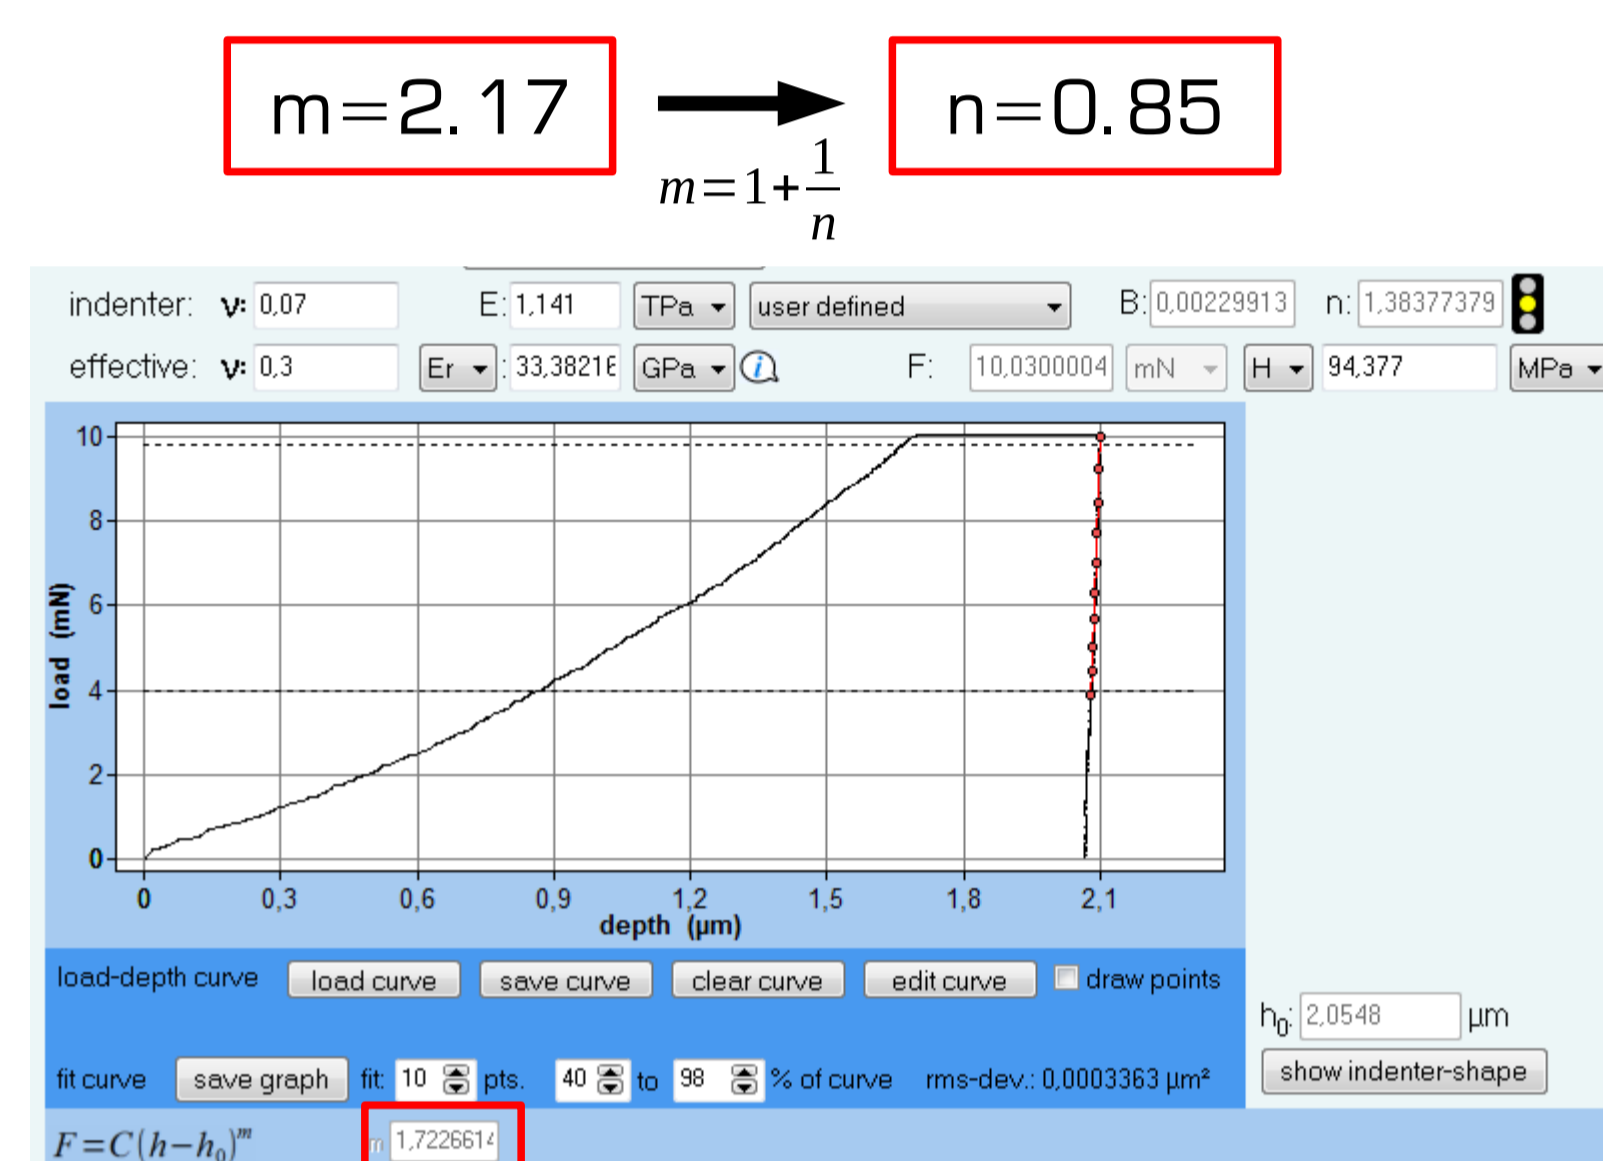 m=2.17
n=0.85
m=1+1/n
indenter: ν: 0,07 E: 1,141 TPa user defined B: 0,00229913 n: 1,38377379
effective: ν: 0,3 Er : 33,38216 GPa i F: 10,0300004 mN H 94,377 MPa
10
8
6
4
2
0
load (mN)
0 0,3 0,6 0,9 1,2 1,5 1,8 2,1
depth (µm)
load-depth curve load curve save curve clear curve edit curve draw points
h0: 2,0548 µm
fit curve save graph fit: 10 pts. 40 to 98 % of curve rms-dev.: 0,0003363 µm²
show indenter-shape
F=C(h−h0)^m m 1,7226614